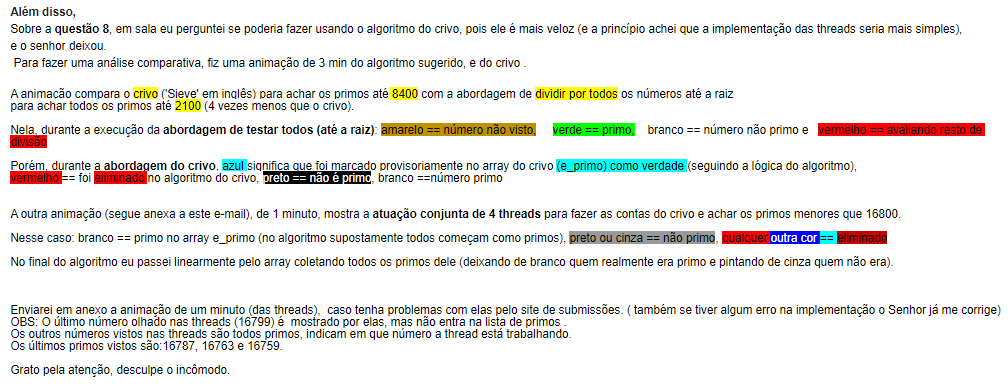 Além disso,
Sobre a questão 8, em sala eu perguntei se poderia fazer usando o algoritmo do crivo, pois ele é mais veloz (e a princípio achei que a implementação das threads seria mais simples),
e o senhor deixou.
Para fazer uma análise comparativa, fiz uma animação de 3 min do algoritmo sugerido, e do crivo .
A animação compara o crivo ('Sieve' em inglês) para achar os primos até 8400 com a abordagem de dividir por todos os números até a raiz
para achar todos os primos até 2100 (4 vezes menos que o crivo).
Nela, durante a execução da abordagem de testar todos (até a raiz): amarelo == número não visto, verde == primo, branco == número não primo e vermelho == avaliando resto de
divisão
Porém, durante a abordagem do crivo, azul significa que foi marcado provisoriamente no array do crivo (e_primo) como verdade (seguindo a lógica do algoritmo),
vermelho == foi eliminado no algoritmo do crivo, preto == não é primo, branco ==número primo
A outra animação (segue anexa a este e-mail), de 1 minuto, mostra a atuação conjunta de 4 threads para fazer as contas do crivo e achar os primos menores que 16800.
Nesse caso: branco == primo no array e_primo (no algoritmo supostamente todos começam como primos), preto ou cinza == não primo, qualquer outra cor == eliminado
No final do algoritmo eu passei linearmente pelo array coletando todos os primos dele (deixando de branco quem realmente era primo e pintando de cinza quem não era).
Enviarei em anexo a animação de um minuto (das threads), caso tenha problemas com elas pelo site de submissões. ( também se tiver algum erro na implementação o Senhor já me corrige)
OBS: O último número olhado nas threads (16799) é mostrado por elas, mas não entra na lista de primos .
Os outros números vistos nas threads são todos primos, indicam em que número a thread está trabalhando.
Os últimos primos vistos são:16787, 16763 e 16759.
Grato pela atenção, desculpe o incômodo.